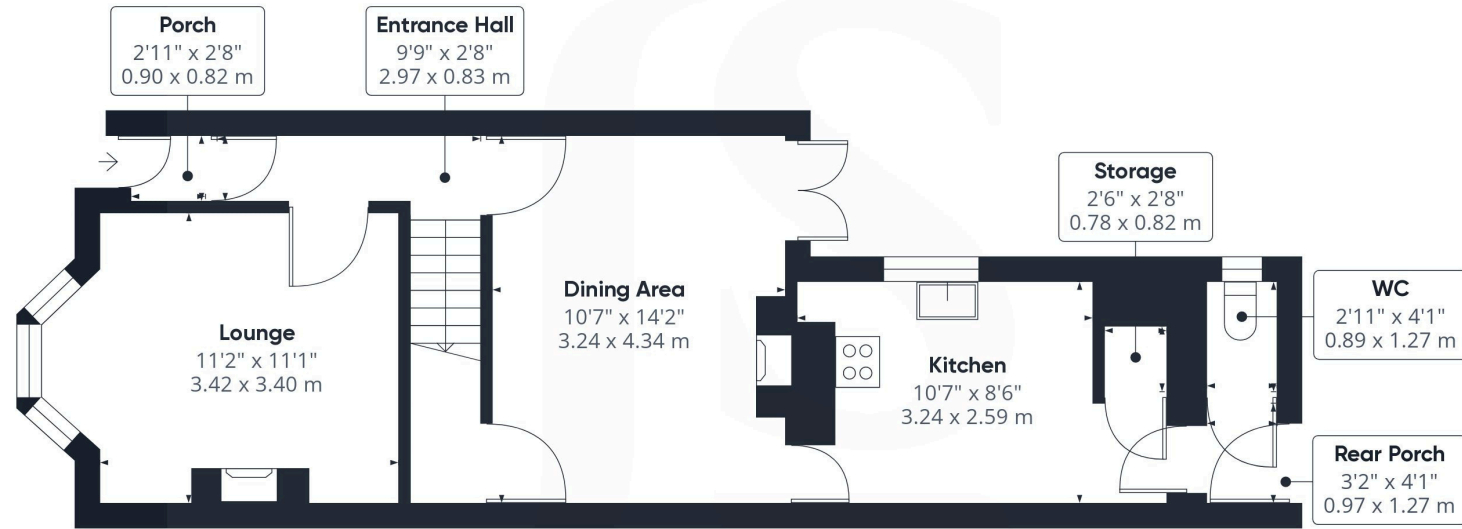 Porch
2'11" x 2'8"
0.90 x 0.82 m
Entrance Hall
9'9" x 2'8"
2.97 x 0.83 m
Storage
2'6" x 2'8"
0.78 x 0.82 m
Dining Area
10'7" x 14'2"
3.24 x 4.34 m
WC
2'11" x 4'1"
0.89 x 1.27 m
Lounge
11'2" x 11'1"
3.42 x 3.40 m
Kitchen
10'7" x 8'6"
3.24 x 2.59 m
Rear Porch
3'2" x 4'1"
0.97 x 1.27 m